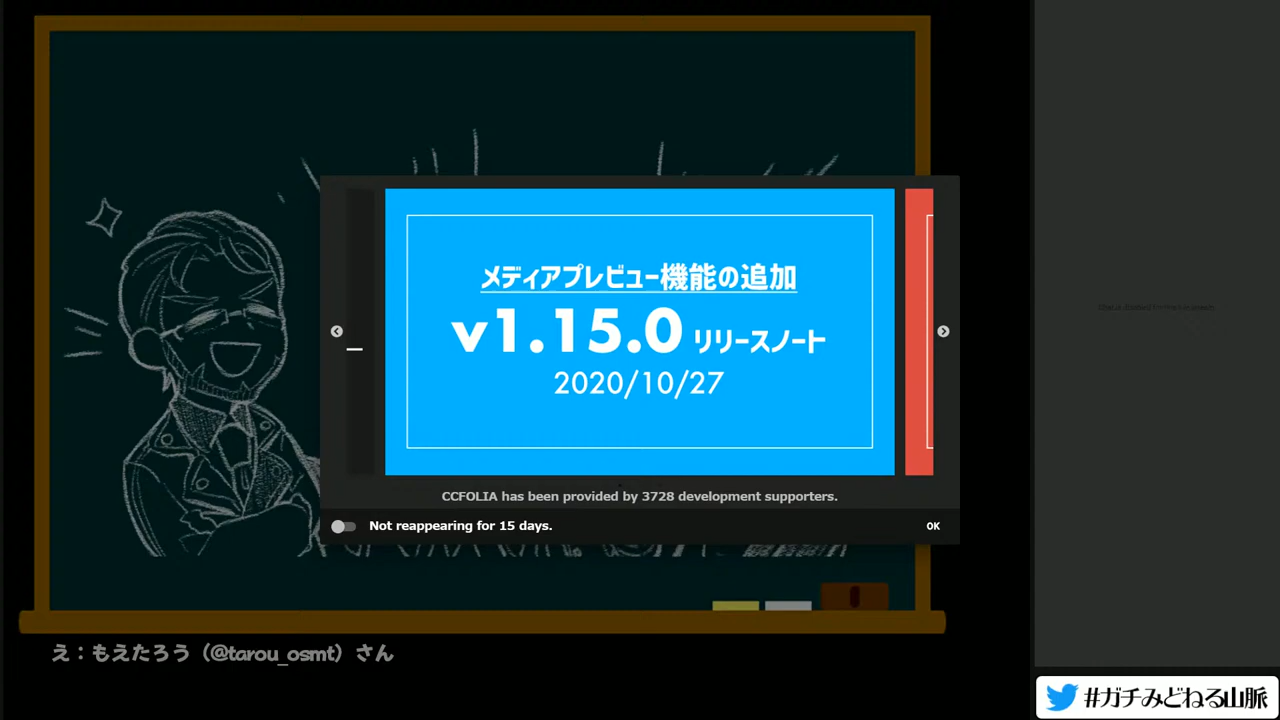 メディアプレビュー機能の追加
v1.15.0 リリースノート
2020/10/27
CCFOLIA has been provided by 3728 development supporters.
Not reappearing for 15 days.
OK
え：もえたろう（@tarou_osmt）さん
#ガチみどねる山脈